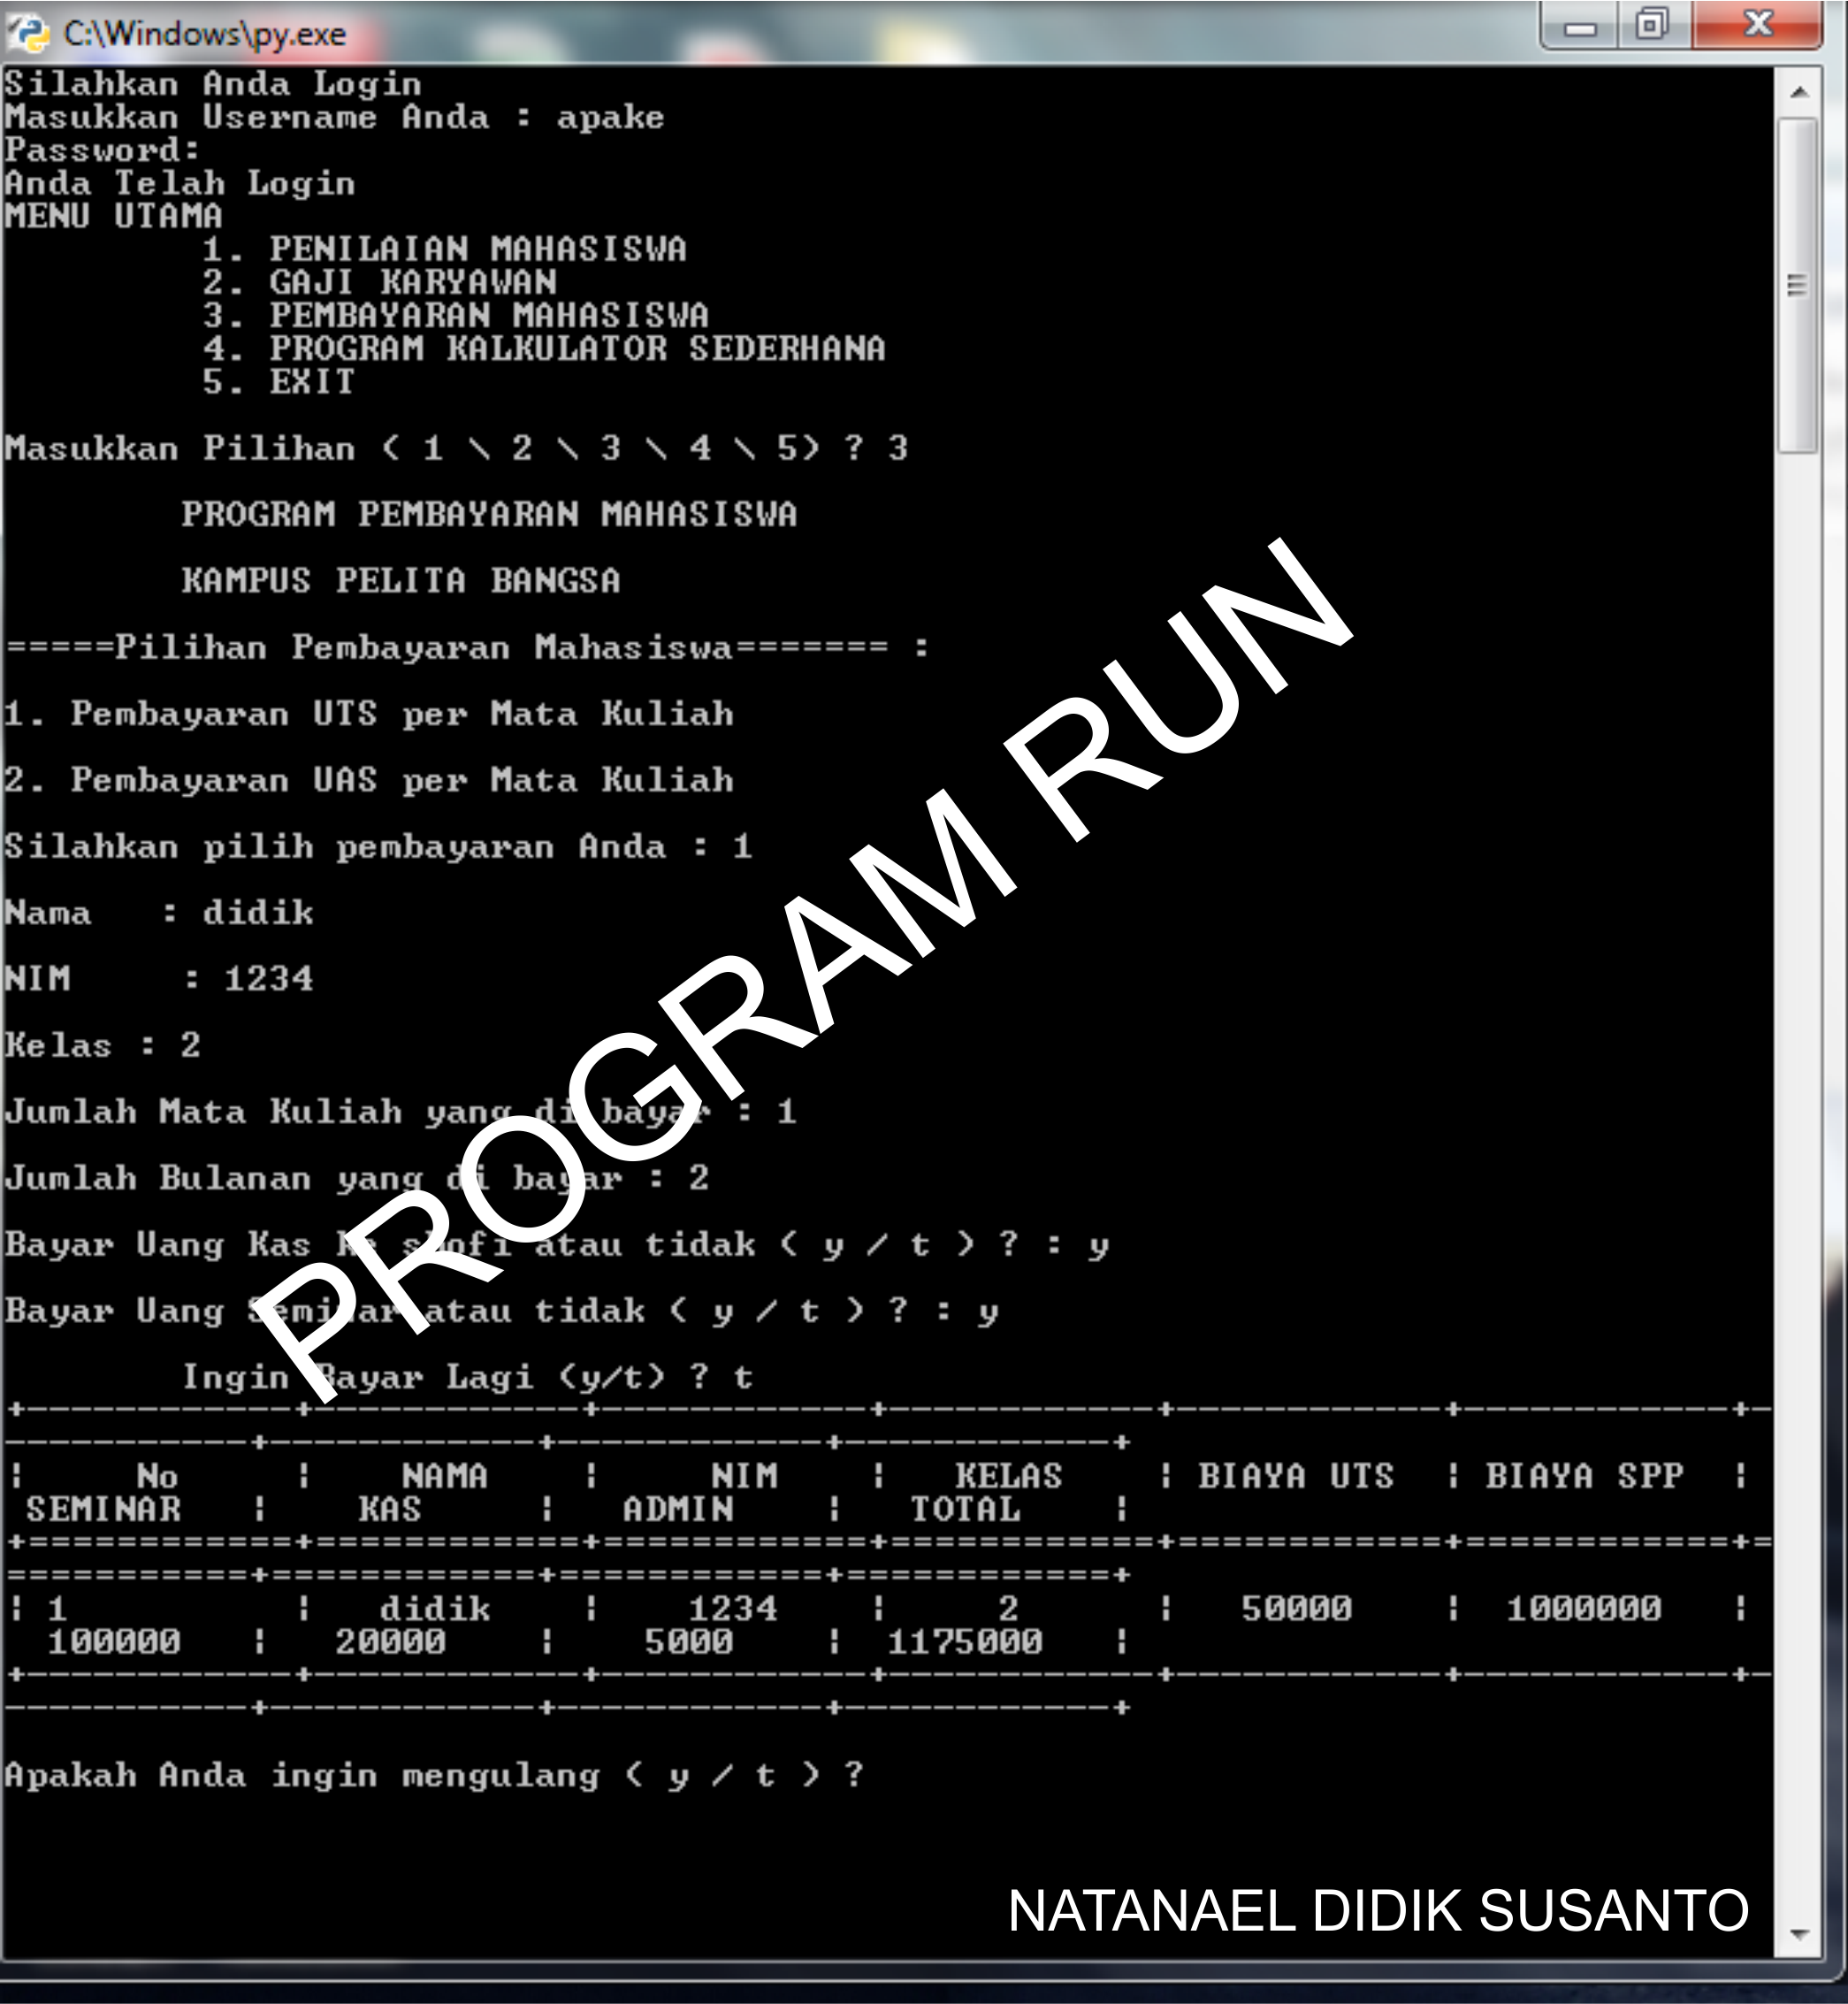 C:\Windows\py.exe
Silahkan Anda Login
Masukkan Username Anda : apake
Password:
Anda Telah Login
MENU UTAMA
1. PENILAIAN MAHASISWA
2. GAJI KARYAWAN
3. PEMBAYARAN MAHASISWA
4. PROGRAM KALKULATOR SEDERHANA
5. EXIT
Masukkan Pilihan ( 1 \ 2 \ 3 \ 4 \ 5) ? 3
PROGRAM PEMBAYARAN MAHASISWA
KAMPUS PELITA BANGSA
=====Pilihan Pembayaran Mahasiswa======= :
1. Pembayaran UTS per Mata Kuliah
2. Pembayaran UAS per Mata Kuliah
Silahkan pilih pembayaran Anda : 1
Nama : didik
NIM : 1234
Kelas : 2
Jumlah Mata Kuliah yang di bayar : 1
Jumlah Bulanan yang di bayar : 2
Bayar Uang Kas ke shofi atau tidak ( y / t ) ? : y
Bayar Uang Seminar atau tidak ( y / t ) ? : y
Ingin Bayar Lagi (y/t) ? t
+------------+------------+------------+------------+------------+------------+-
-----------+------------+------------+------------+
| No | NAMA | NIM | KELAS | BIAYA UTS | BIAYA SPP |
SEMINAR | KAS | ADMIN | TOTAL |
+============+============+============+============+============+============+=
===========+============+============+============+
| 1 | didik | 1234 | 2 | 50000 | 1000000 |
100000 | 20000 | 5000 | 1175000 |
+------------+------------+------------+------------+------------+------------+-
-----------+------------+------------+------------+
Apakah Anda ingin mengulang ( y / t ) ?
PROGRAM RUN
NATANAEL DIDIK SUSANTO